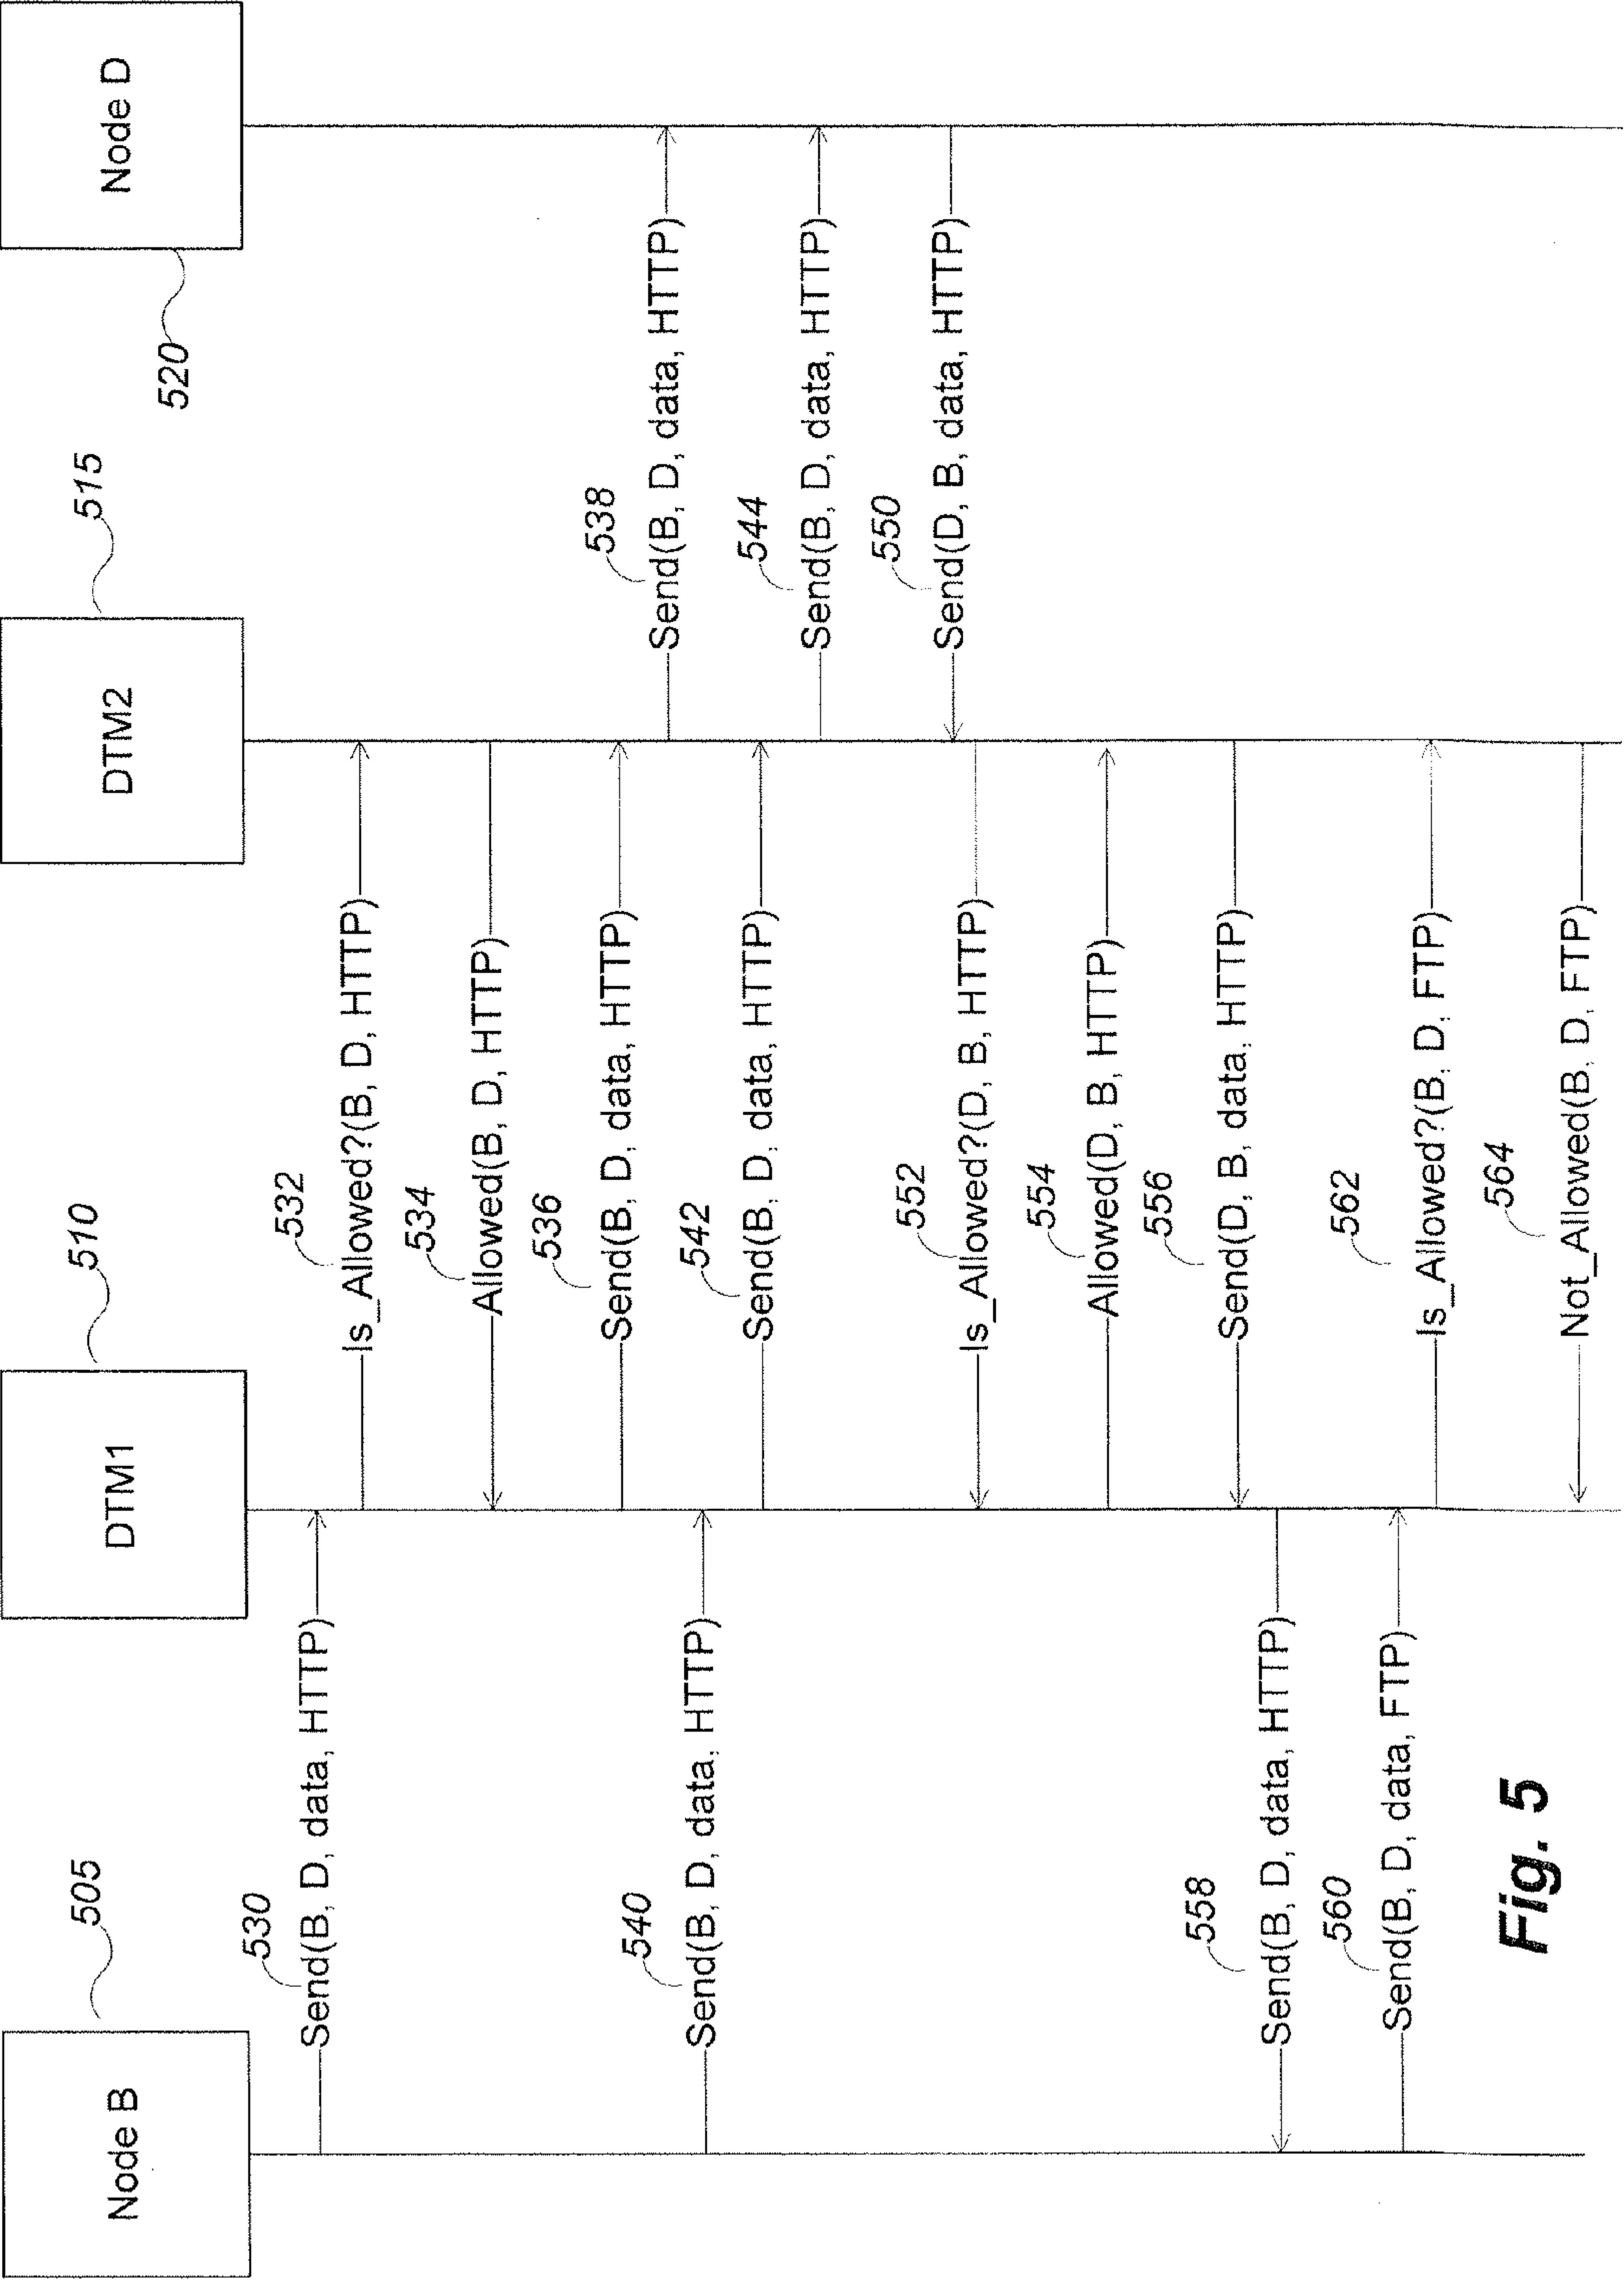 505
510
515
520
Node B
DTM1
DTM2
Node D
530
Send(B, D, data, HTTP)
532
Is_Allowed?(B, D, HTTP)
534
Allowed(B, D, HTTP)
536
Send(B, D, data, HTTP)
538
Send(B, D, data, HTTP)
540
Send(B, D, data, HTTP)
542
Send(B, D, data, HTTP)
544
Send(B, D, data, HTTP)
550
Send(D, B, data, HTTP)
552
Is_Allowed?(D, B, HTTP)
554
Allowed(D, B, HTTP)
556
Send(D, B, data, HTTP)
558
Send(B, D, data, HTTP)
560
Send(B, D, data, FTP)
562
Is_Allowed?(B, D, FTP)
564
Not_Allowed(B, D, FTP)
Fig. 5